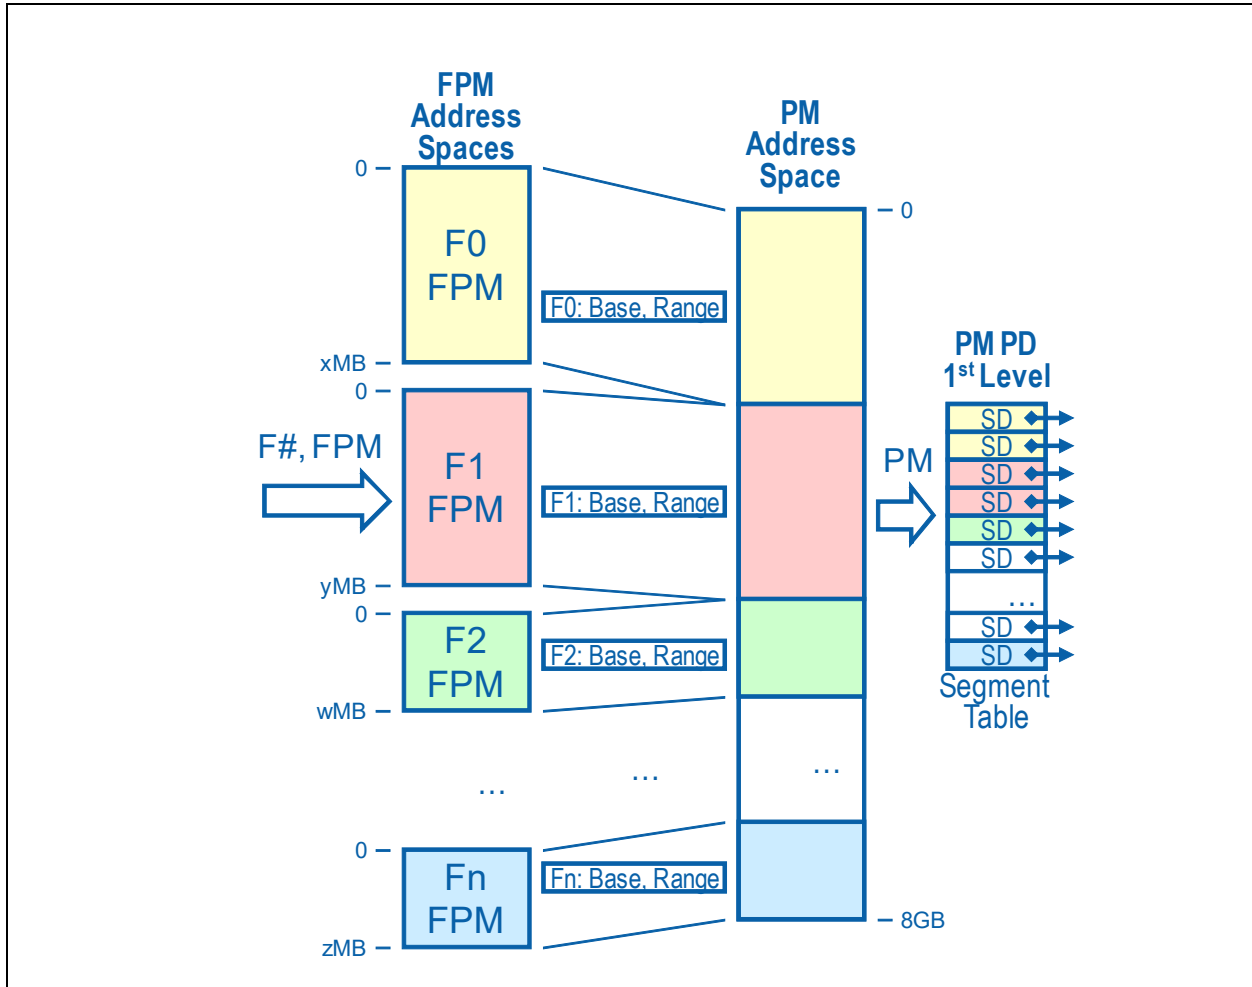 FPM
Address
Spaces
PM
Address
Space
0
0
F0
FPM
F0: Base, Range
xMB
0
PM PD
1st Level
SD
SD
SD
SD
SD
SD
...
SD
SD
Segment
Table
F#, FPM
F1
FPM
F1: Base, Range
PM
yMB
0
F2
FPM
F2: Base, Range
wMB
...
...
...
0
Fn
FPM
Fn: Base, Range
8GB
zMB